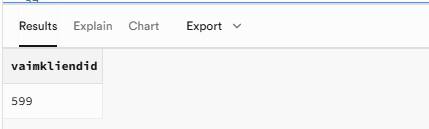 Results Explain Chart Export
vaimkliendid
599